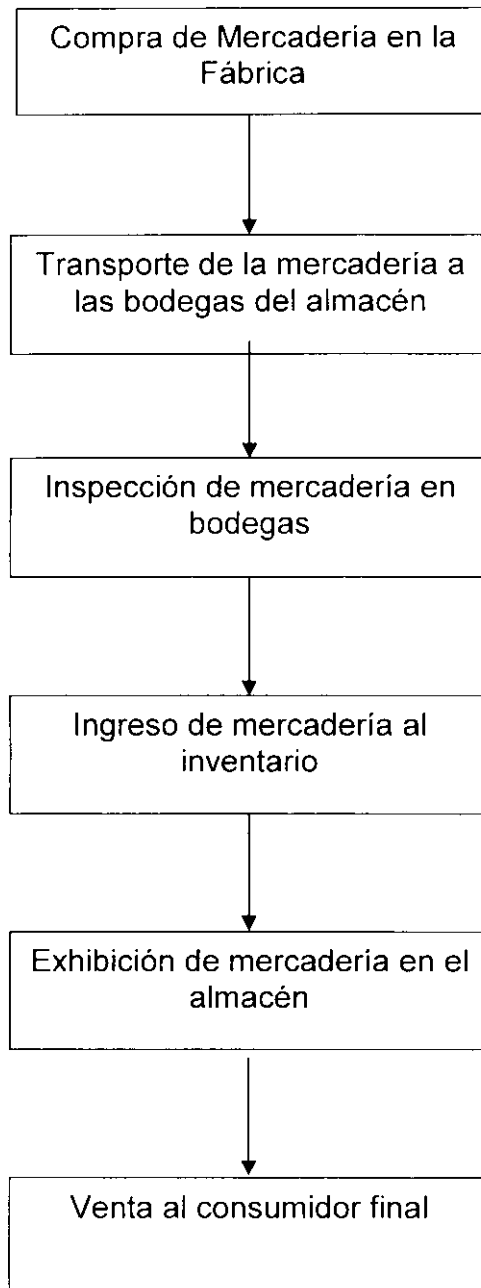 Compra de Mercadería en la
Fábrica
Transporte de la mercadería a
las bodegas del almacén
Inspección de mercadería en
bodegas
Ingreso de mercadería al
inventario
Exhibición de mercadería en el
almacén
Venta al consumidor final